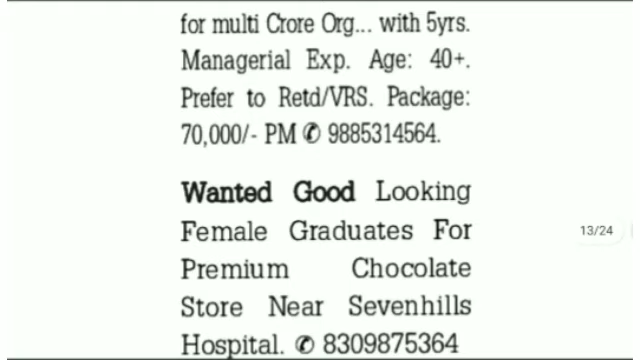 for multi Crore Org... with 5yrs.
Managerial Exp. Age: 40+.
Prefer to Retd/VRS. Package:
70,000/- PM ✆ 9885314564.
Wanted Good Looking
Female Graduates For
Premium Chocolate
Store Near Sevenhills
Hospital. ✆ 8309875364
13/24